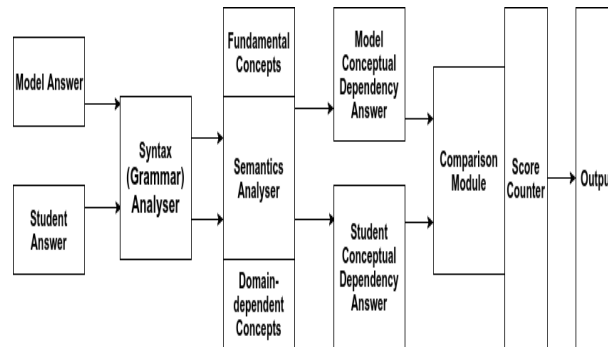 Model Answer
Student
Answer
Syntax
(Grammar)
Analyser
Fundamental
Concepts
Semantics
Analyser
Domain-
dependent
Concepts
Model
Conceptual
Dependency
Answer
Student
Conceptual
Dependency
Answer
Comparison
Module
Score
Counter
Output